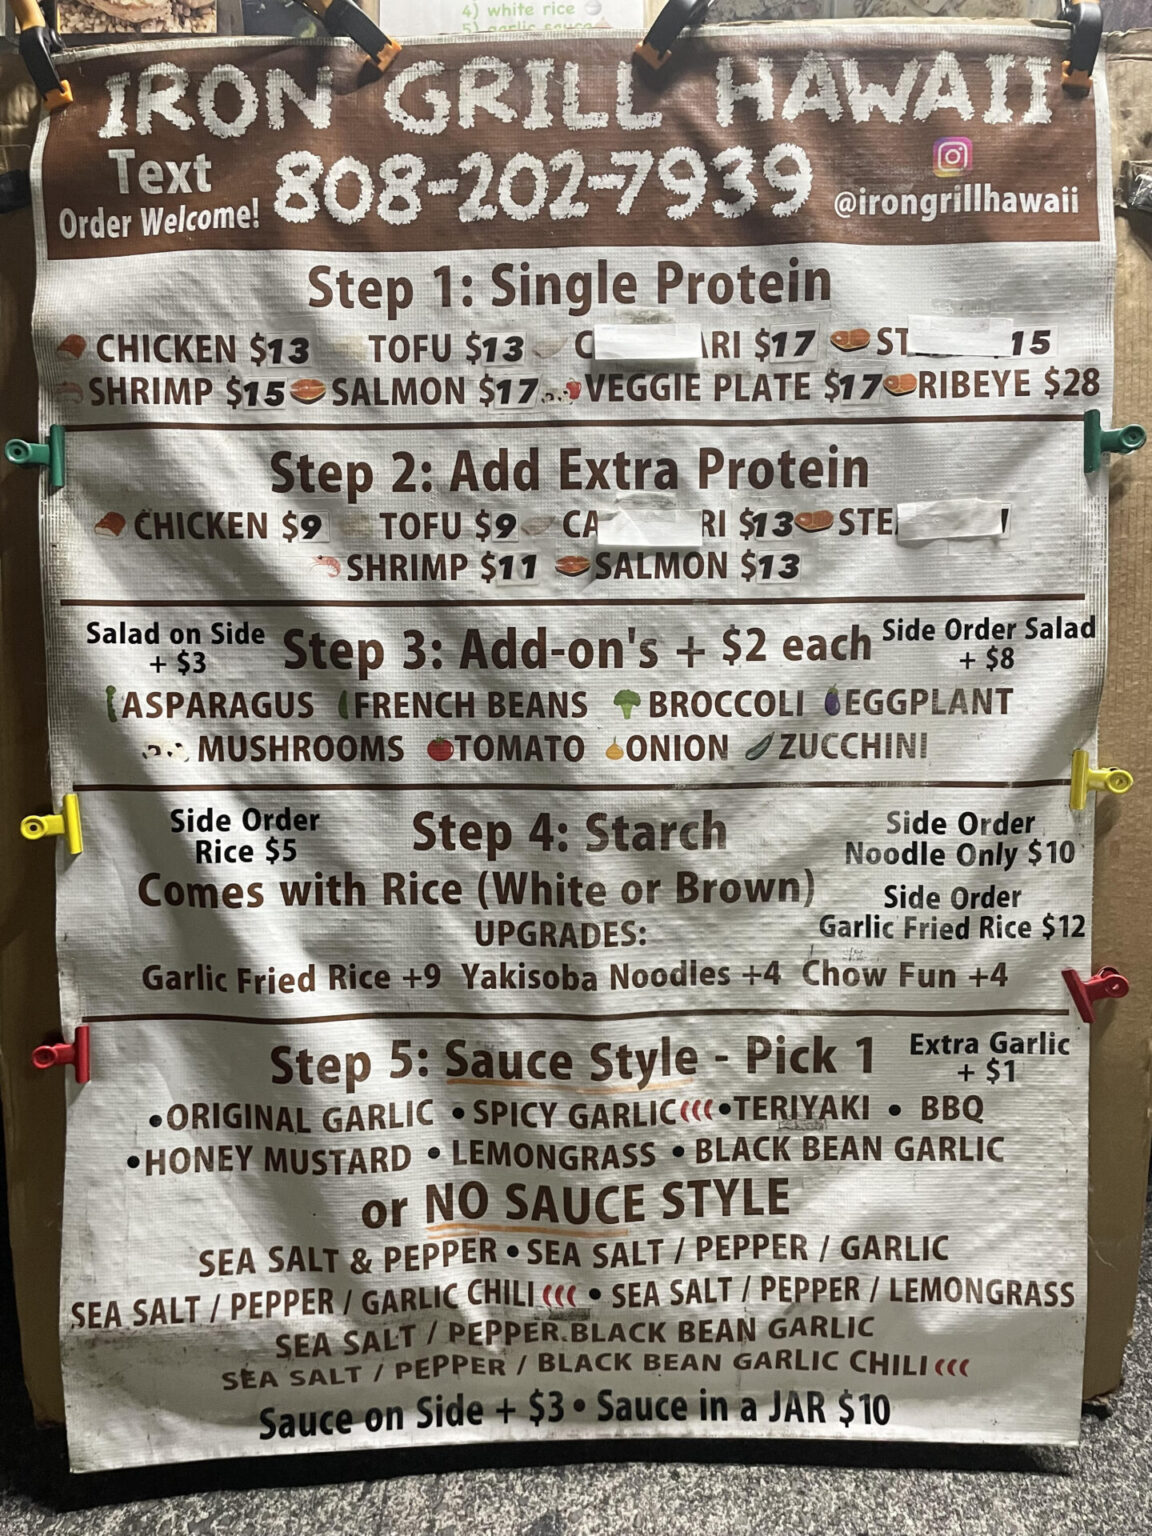 4) white rice
IRON GRILL HAWAII
Text
Order Welcome!
808-202-7939
@irongrillhawaii
Step 1: Single Protein
CHICKEN $13 TOFU $13 C RI $17 ST 15
SHRIMP $15 SALMON $17 VEGGIE PLATE $17 RIBEYE $28
Step 2: Add Extra Protein
CHICKEN $9 TOFU $9 CA RI $13 STE
SHRIMP $11 SALMON $13
Salad on Side
+ $3
Step 3: Add-on's + $2 each
Side Order Salad
+ $8
ASPARAGUS FRENCH BEANS BROCCOLI EGGPLANT
MUSHROOMS TOMATO ONION ZUCCHINI
Side Order
Rice $5
Step 4: Starch
Side Order
Noodle Only $10
Comes with Rice (White or Brown)
Side Order
Garlic Fried Rice $12
UPGRADES:
Garlic Fried Rice +9 Yakisoba Noodles +4 Chow Fun +4
Step 5: Sauce Style - Pick 1
Extra Garlic
+ $1
•ORIGINAL GARLIC •SPICY GARLIC •TERIYAKI • BBQ
•HONEY MUSTARD •LEMONGRASS •BLACK BEAN GARLIC
or NO SAUCE STYLE
SEA SALT & PEPPER •SEA SALT / PEPPER / GARLIC
SEA SALT / PEPPER / GARLIC CHILI • SEA SALT / PEPPER / LEMONGRASS
SEA SALT / PEPPER.BLACK BEAN GARLIC
SEA SALT / PEPPER / BLACK BEAN GARLIC CHILI
Sauce on Side + $3 • Sauce in a JAR $10